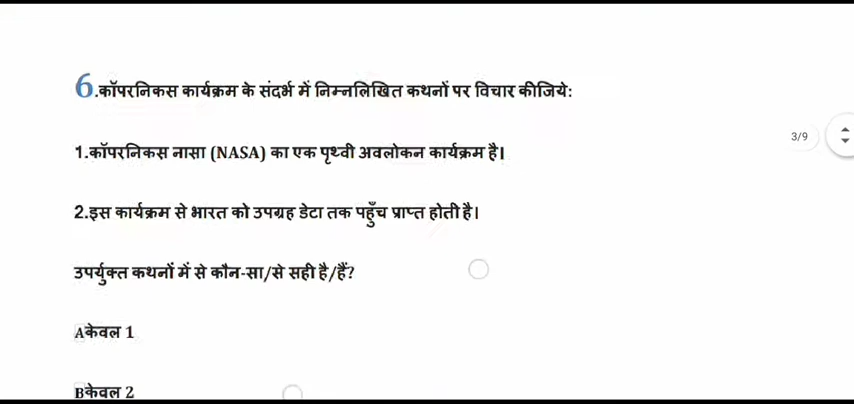 6.कॉपरनिकस कार्यक्रम के संदर्भ में निम्नलिखित कथनों पर विचार कीजिये:
1.कॉपरनिकस नासा (NASA) का एक पृथ्वी अवलोकन कार्यक्रम है।
3/9
2.इस कार्यक्रम से भारत को उपग्रह डेटा तक पहुँच प्राप्त होती है।
उपर्युक्त कथनों में से कौन-सा/से सही है/हैं?
Aकेवल 1
Bकेवल 2